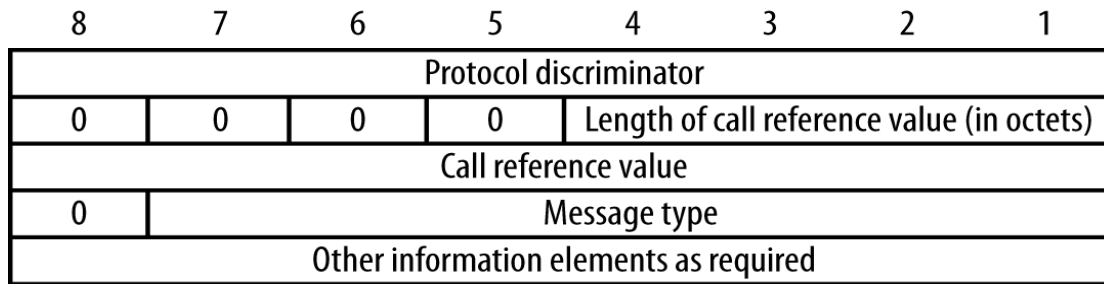 8 7 6 5 4 3 2 1
Protocol discriminator
0 0 0 0 Length of call reference value (in octets)
Call reference value
0 Message type
Other information elements as required